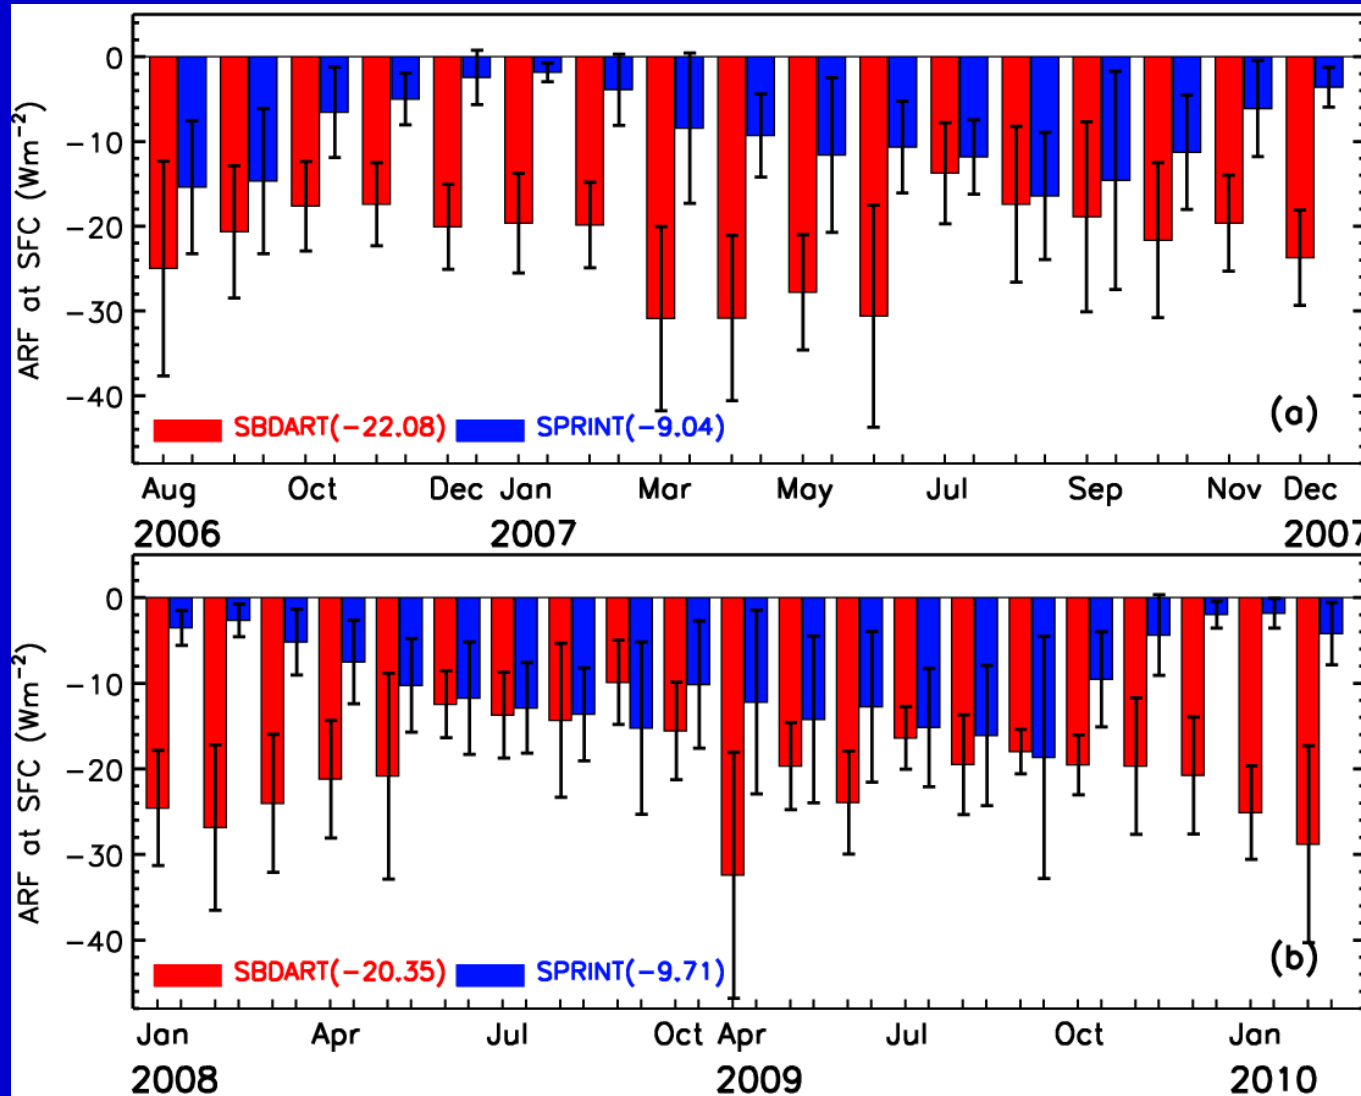 0
−10
−20
−30
−40
ARF at SFC (Wm⁻²)
SBDART(−22.08) SPRINT(−9.04)
(a)
Aug Oct Dec Jan Mar May Jul Sep Nov Dec
2006 2007 2007
0
−10
−20
−30
−40
ARF at SFC (Wm⁻²)
SBDART(−20.35) SPRINT(−9.71)
(b)
Jan Apr Jul Oct Apr Jul Oct Jan
2008 2009 2010